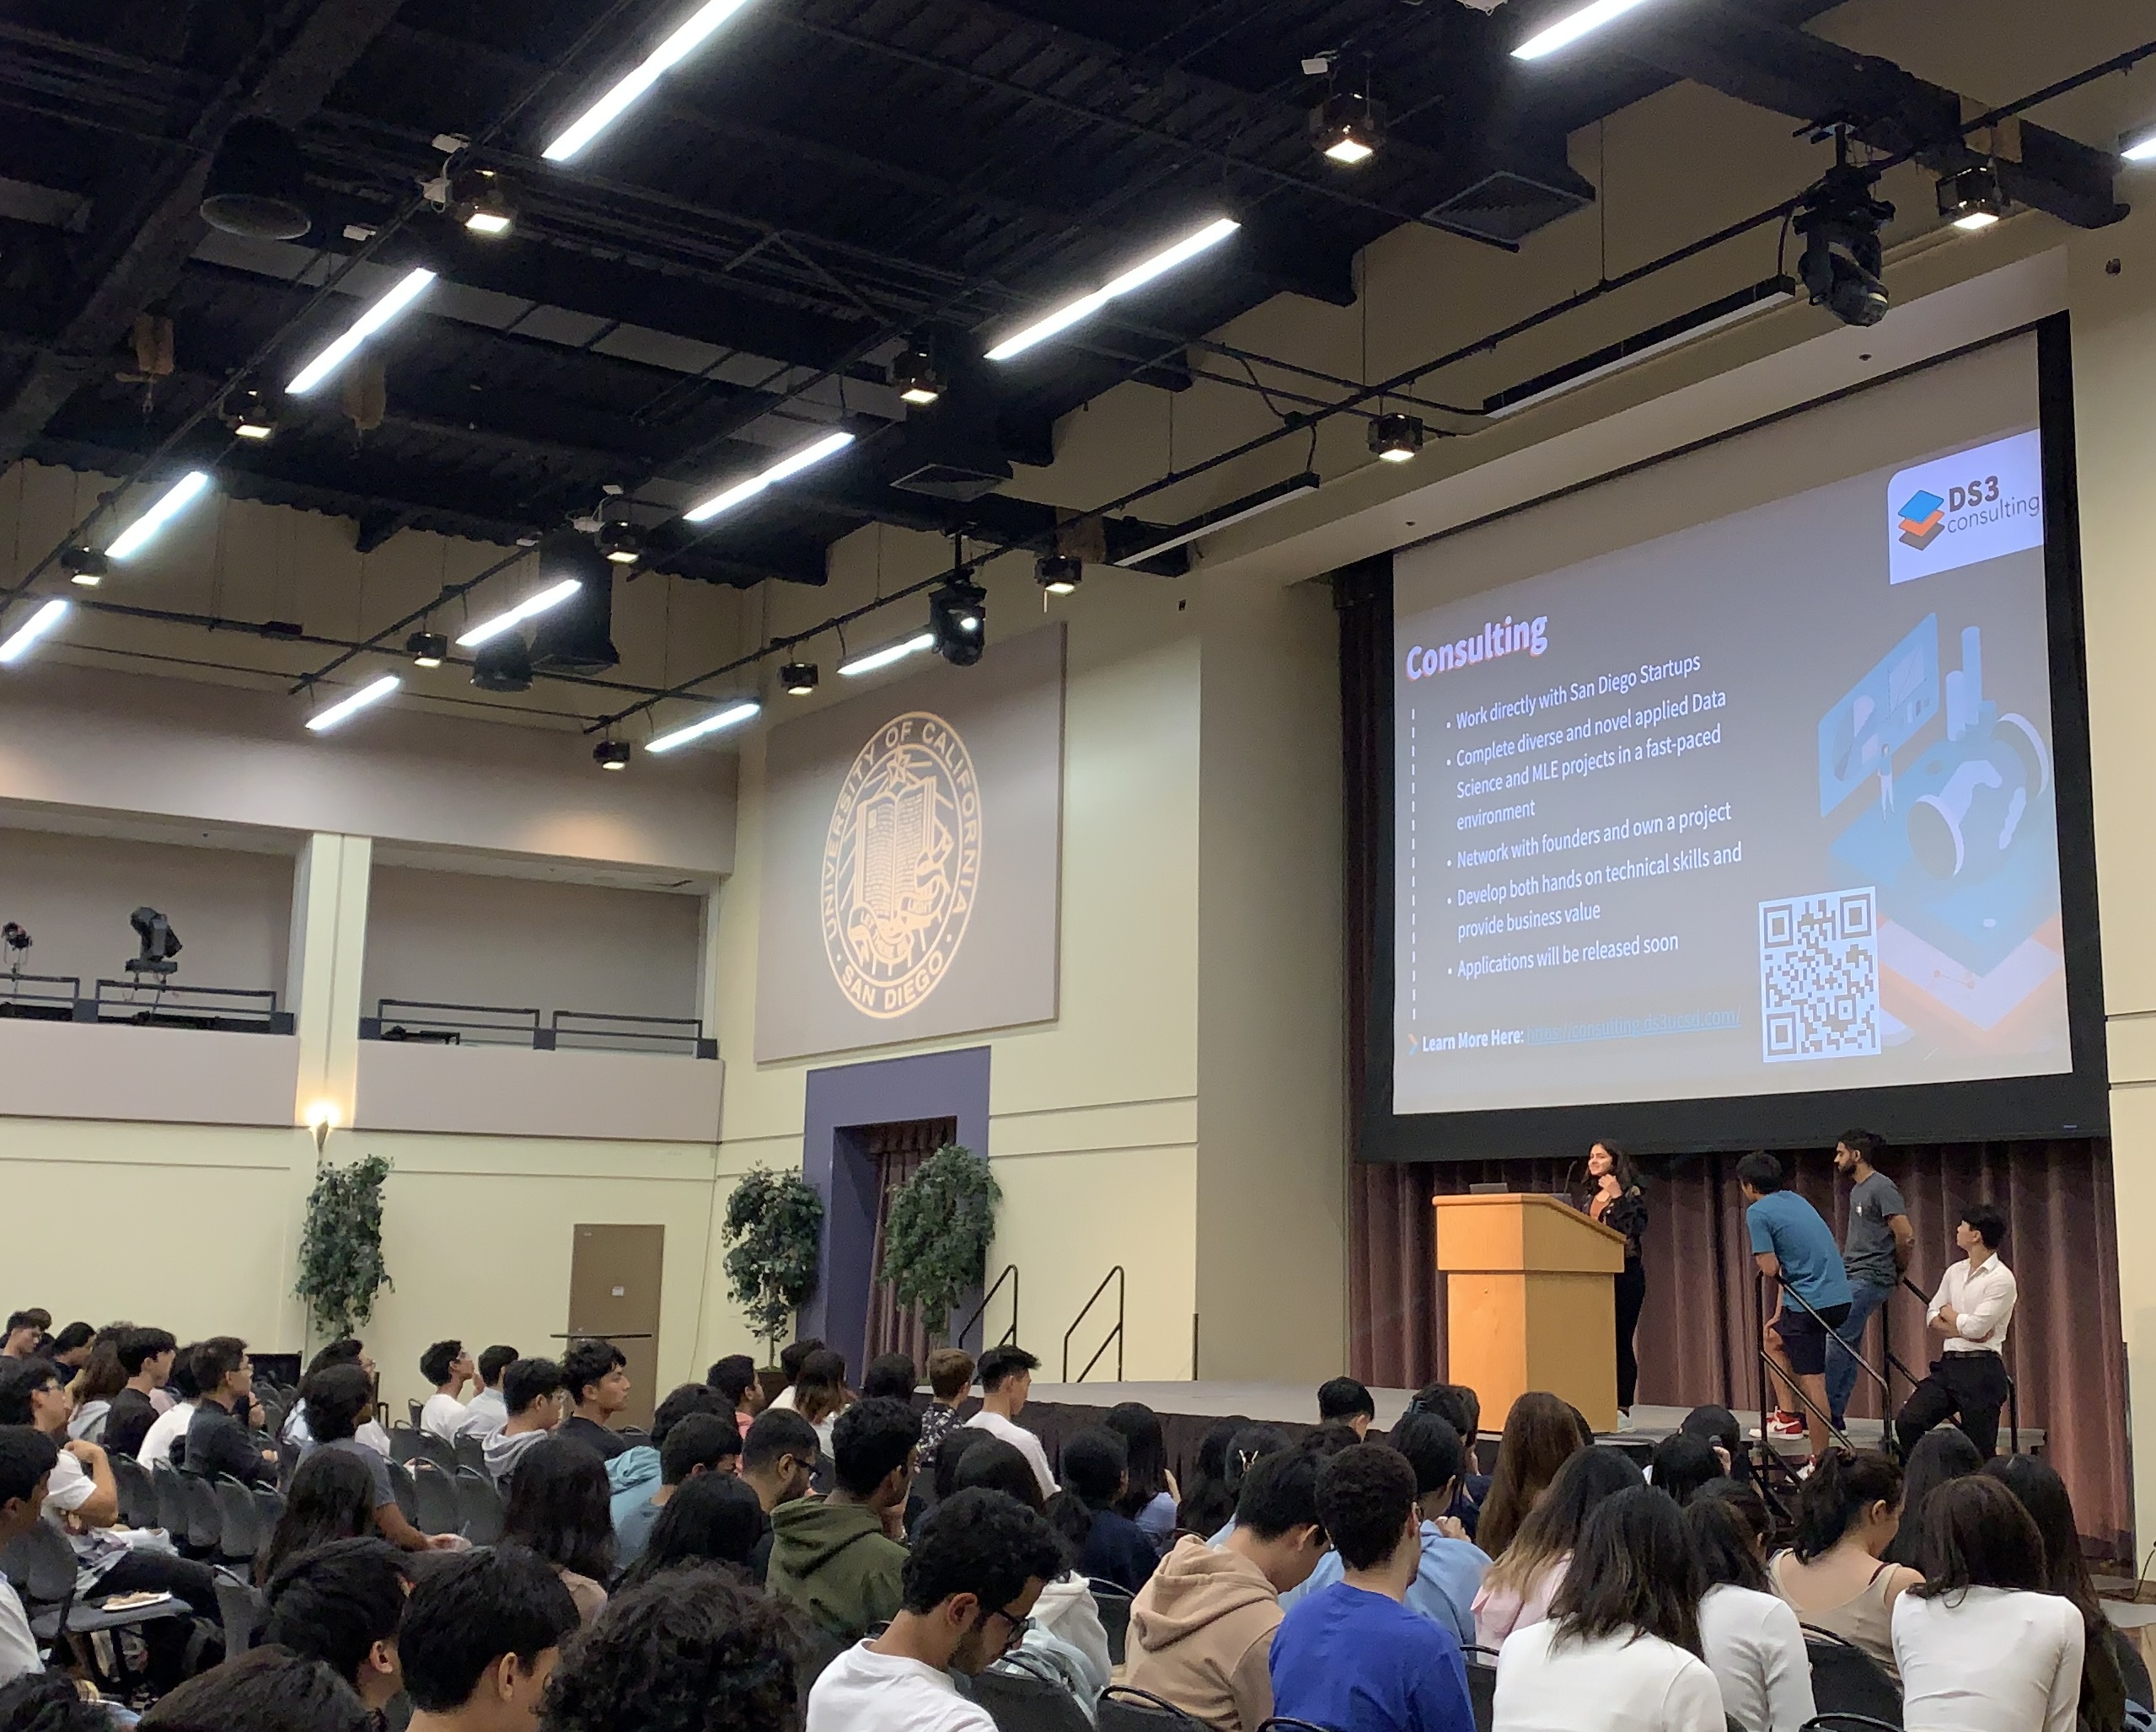 DS3
consulting
Consulting
• Work directly with San Diego Startups
• Complete diverse and novel applied Data
Science and MLE projects in a fast-paced
environment
• Network with founders and own a project
• Develop both hands on technical skills and
provide business value
• Applications will be released soon
Learn More Here: https://consulting.ds3ucsd.com/
UNIVERSITY OF CALIFORNIA
• SAN DIEGO •